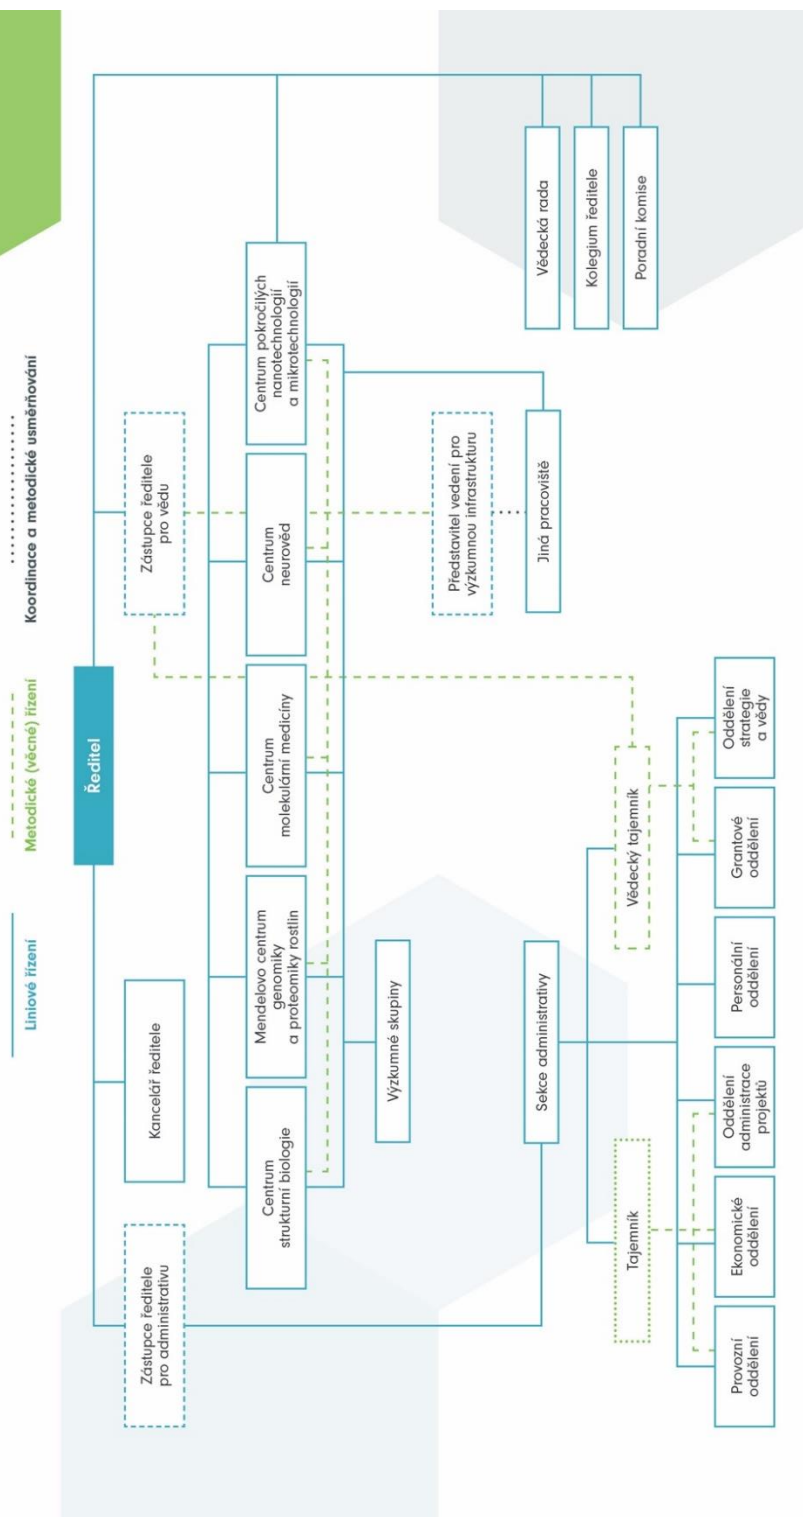 Liniové řízení
Metodické (věcné) řízení
Koordinace a metodické usměrňování
Ředitel
Zástupce ředitele
pro administrativu
Kancelář ředitele
Zástupce ředitele
pro vědu
Centrum
strukturní biologie
Mendelovo centrum
genomiky
a proteomiky rostlin
Centrum
molekulární medicíny
Centrum
neurověd
Centrum pokročilých
nanotechnologií
a mikrotechnologií
Výzkumné skupiny
Představitel vedení pro
výzkumnou infrastrukturu
Jiná pracoviště
Vědecká rada
Kolegium ředitele
Poradní komise
Sekce administrativy
Tajemník
Vědecký tajemník
Provozní
oddělení
Ekonomické
oddělení
Oddělení
administrace
projektů
Personální
oddělení
Grantové
oddělení
Oddělení
strategie
a vědy